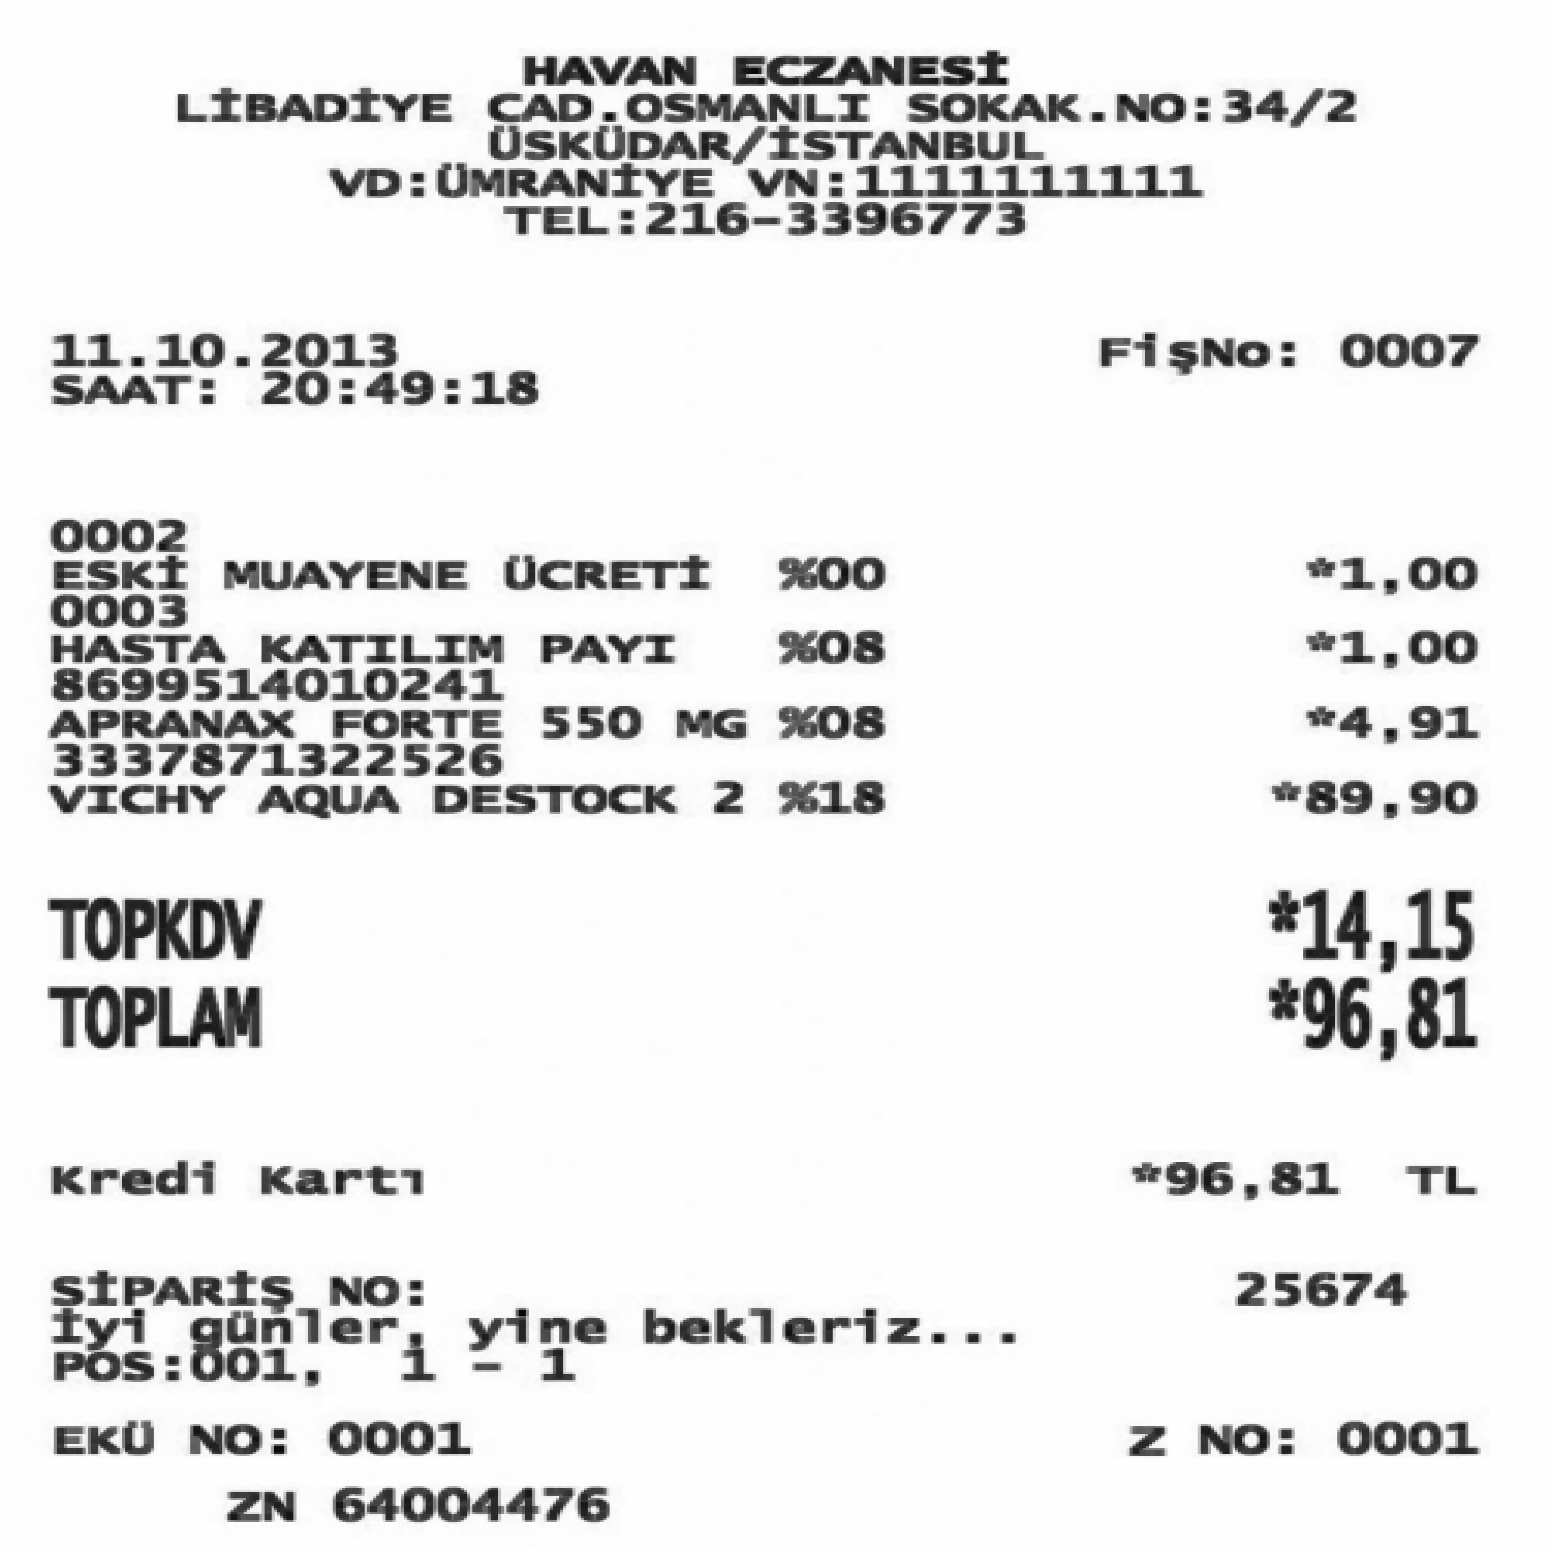 HAVAN ECZANESİ
LİBADİYE CAD.OSMANLI SOKAK.NO:34/2
ÜSKÜDAR/İSTANBUL
VD:ÜMRANİYE VN:1111111111
TEL:216-3396773
11.10.2013 FişNo: 0007
SAAT: 20:49:18
0002
ESKİ MUAYENE ÜCRETİ %00 *1,00
0003
HASTA KATILIM PAYI %08 *1,00
8699514010241
APRANAX FORTE 550 MG %08 *4,91
3337871322526
VICHY AQUA DESTOCK 2 %18 *89,90
TOPKDV *14,15
TOPLAM *96,81
Kredi Kartı *96,81 TL
SİPARİŞ NO: 25674
İyi günler, yine bekleriz...
POS:001, 1 - 1
EKÜ NO: 0001 Z NO: 0001
ZN 64004476